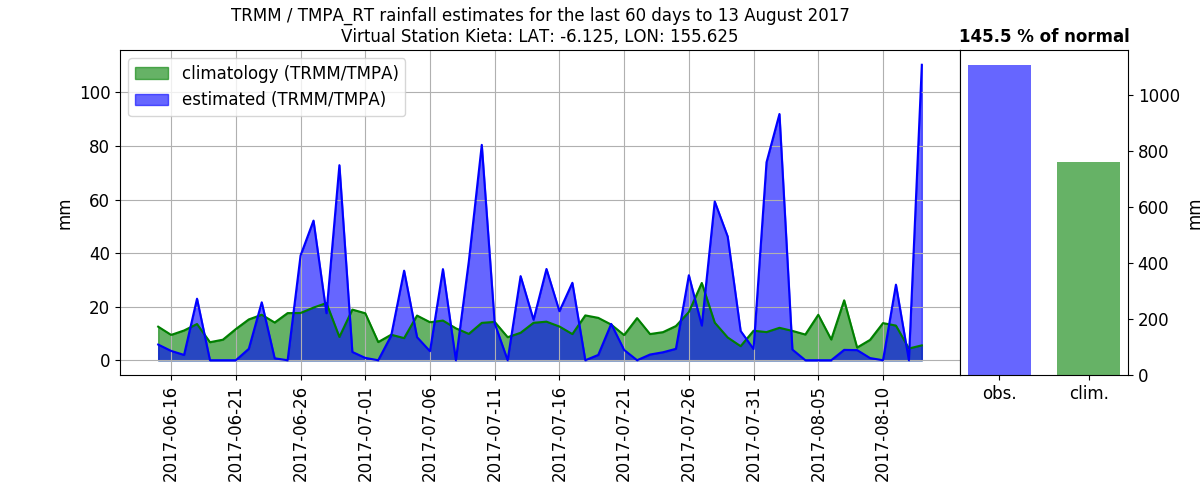 TRMM / TMPA_RT rainfall estimates for the last 60 days to 13 August 2017
Virtual Station Kieta: LAT: -6.125, LON: 155.625
145.5 % of normal
climatology (TRMM/TMPA)
estimated (TRMM/TMPA)
100
80
60
40
20
0
mm
2017-06-16
2017-06-21
2017-06-26
2017-07-01
2017-07-06
2017-07-11
2017-07-16
2017-07-21
2017-07-26
2017-07-31
2017-08-05
2017-08-10
1000
800
600
400
200
0
mm
obs.
clim.